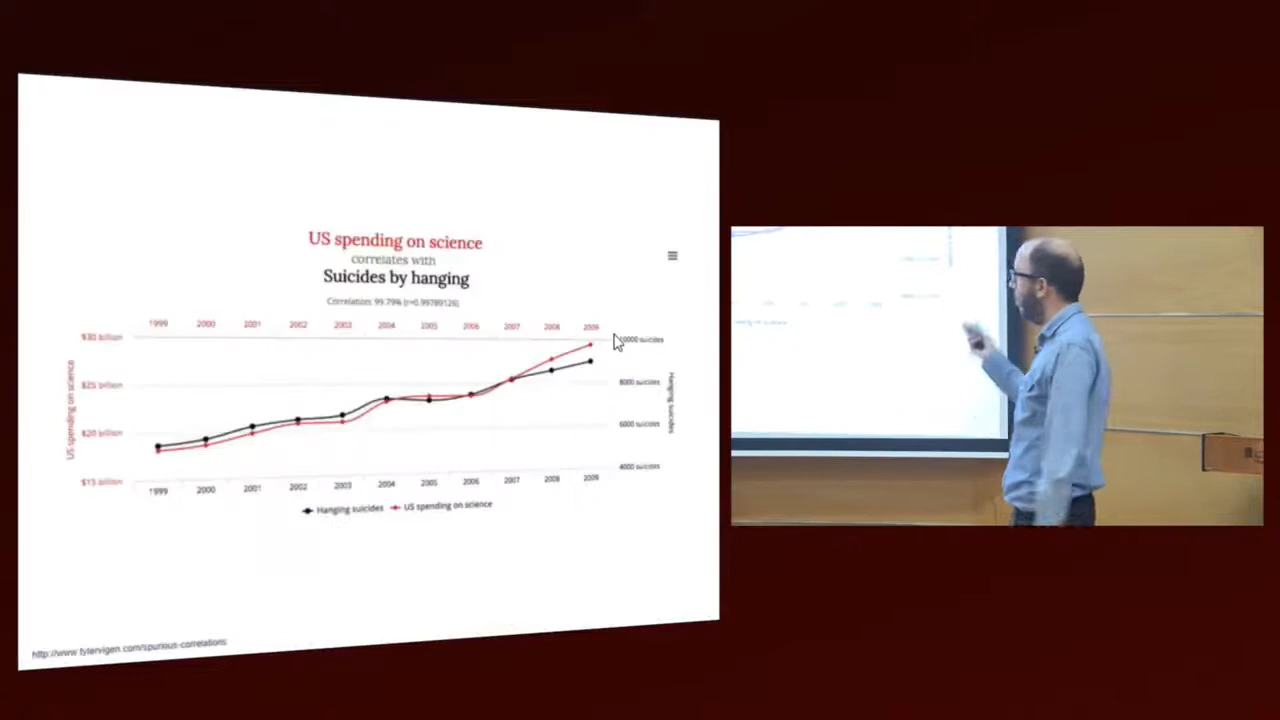 US spending on science
correlates with
Suicides by hanging
Correlation: 99.79% (r=0.99789126)
1999 2000 2001 2002 2003 2004 2005 2006 2007 2008 2009
$30 billion
$25 billion
$20 billion
$15 billion
US spending on science
10000 suicides
8000 suicides
6000 suicides
4000 suicides
Hanging suicides
1999 2000 2001 2002 2003 2004 2005 2006 2007 2008 2009
Hanging suicides US spending on science
http://www.tylervigen.com/spurious-correlations